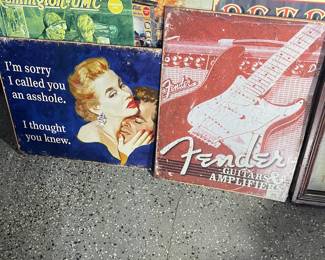 I'm sorry
I called you
an asshole.
I thought
you knew.
Fender
Fender
GUITARS &
AMPLIFIERS